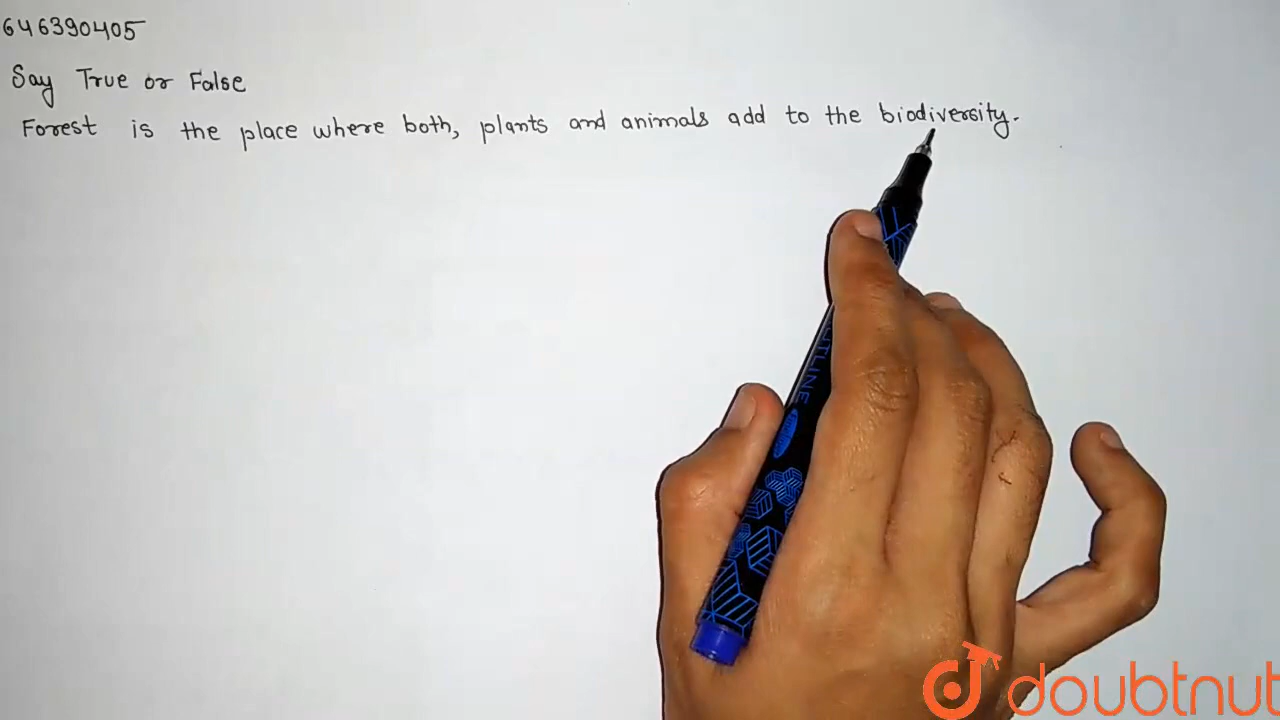 646390405
Say True or False
Forest is the place where both, plants and animals add to the biodiversity.
OUTLINE
doubtnut